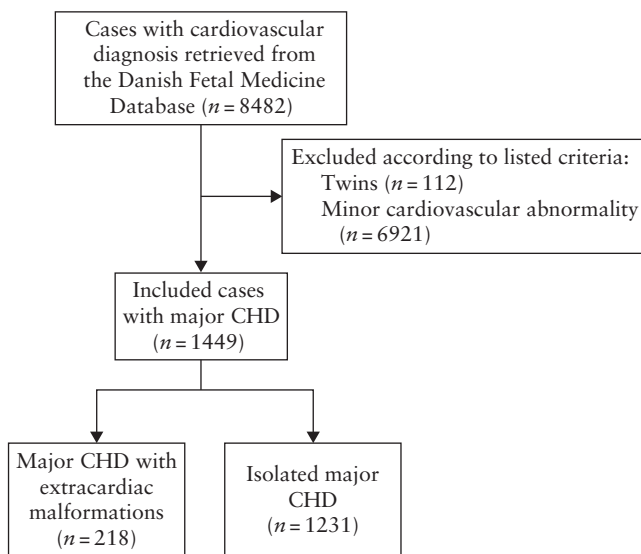 Cases with cardiovascular
diagnosis retrieved from
the Danish Fetal Medicine
Database (n = 8482)
Excluded according to listed criteria:
Twins (n = 112)
Minor cardiovascular abnormality
(n = 6921)
Included cases
with major CHD
(n = 1449)
Major CHD with
extracardiac
malformations
(n = 218)
Isolated major
CHD
(n = 1231)